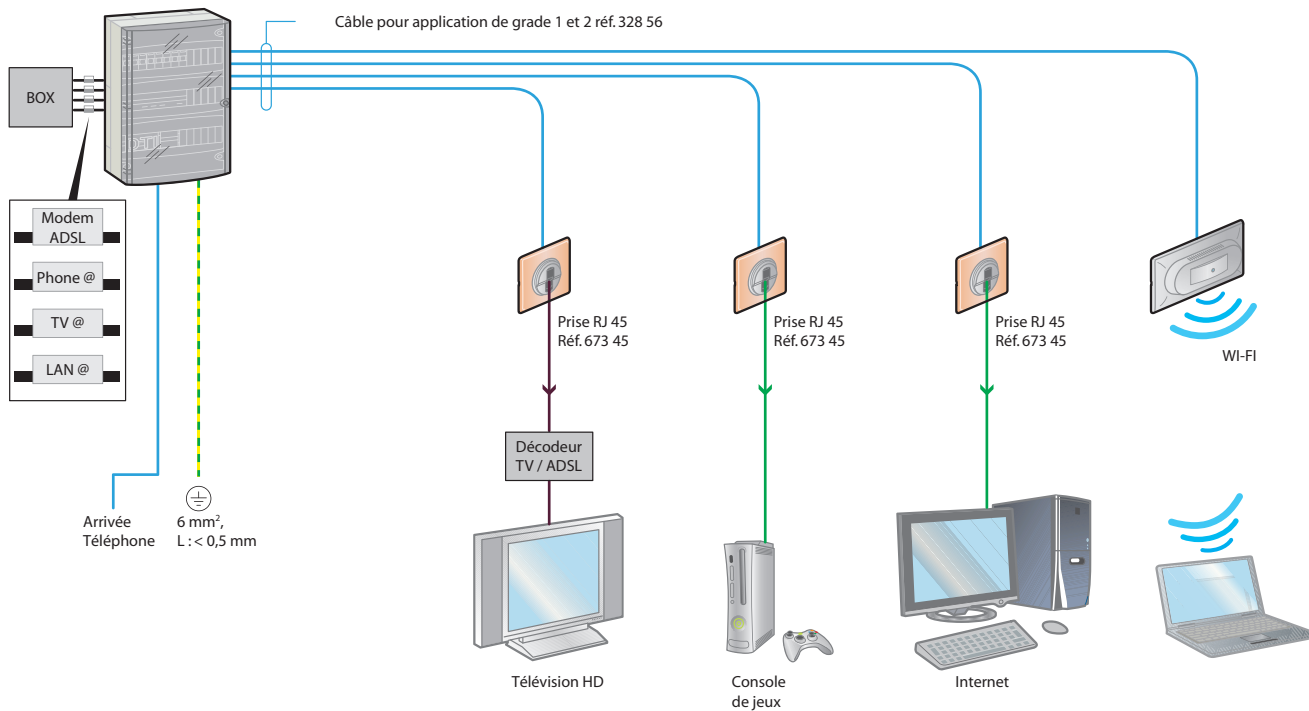 Câble pour application de grade 1 et 2 réf. 328 56
BOX
Modem
ADSL
Phone @
TV @
LAN @
Prise RJ 45
Réf. 673 45
Prise RJ 45
Réf. 673 45
Prise RJ 45
Réf. 673 45
WI-FI
Décodeur
TV / ADSL
Arrivée
Téléphone
6 mm²,
L : < 0,5 mm
Télévision HD
Console
de jeux
Internet